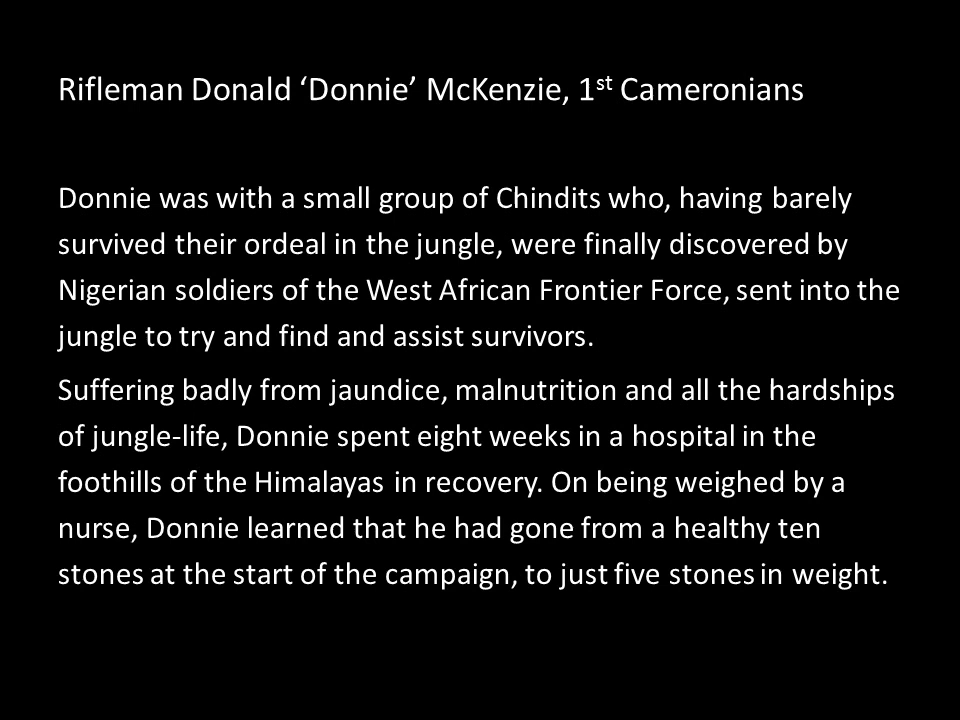 Rifleman Donald ‘Donnie’ McKenzie, 1st Cameronians
Donnie was with a small group of Chindits who, having barely
survived their ordeal in the jungle, were finally discovered by
Nigerian soldiers of the West African Frontier Force, sent into the
jungle to try and find and assist survivors.
Suffering badly from jaundice, malnutrition and all the hardships
of jungle-life, Donnie spent eight weeks in a hospital in the
foothills of the Himalayas in recovery. On being weighed by a
nurse, Donnie learned that he had gone from a healthy ten
stones at the start of the campaign, to just five stones in weight.